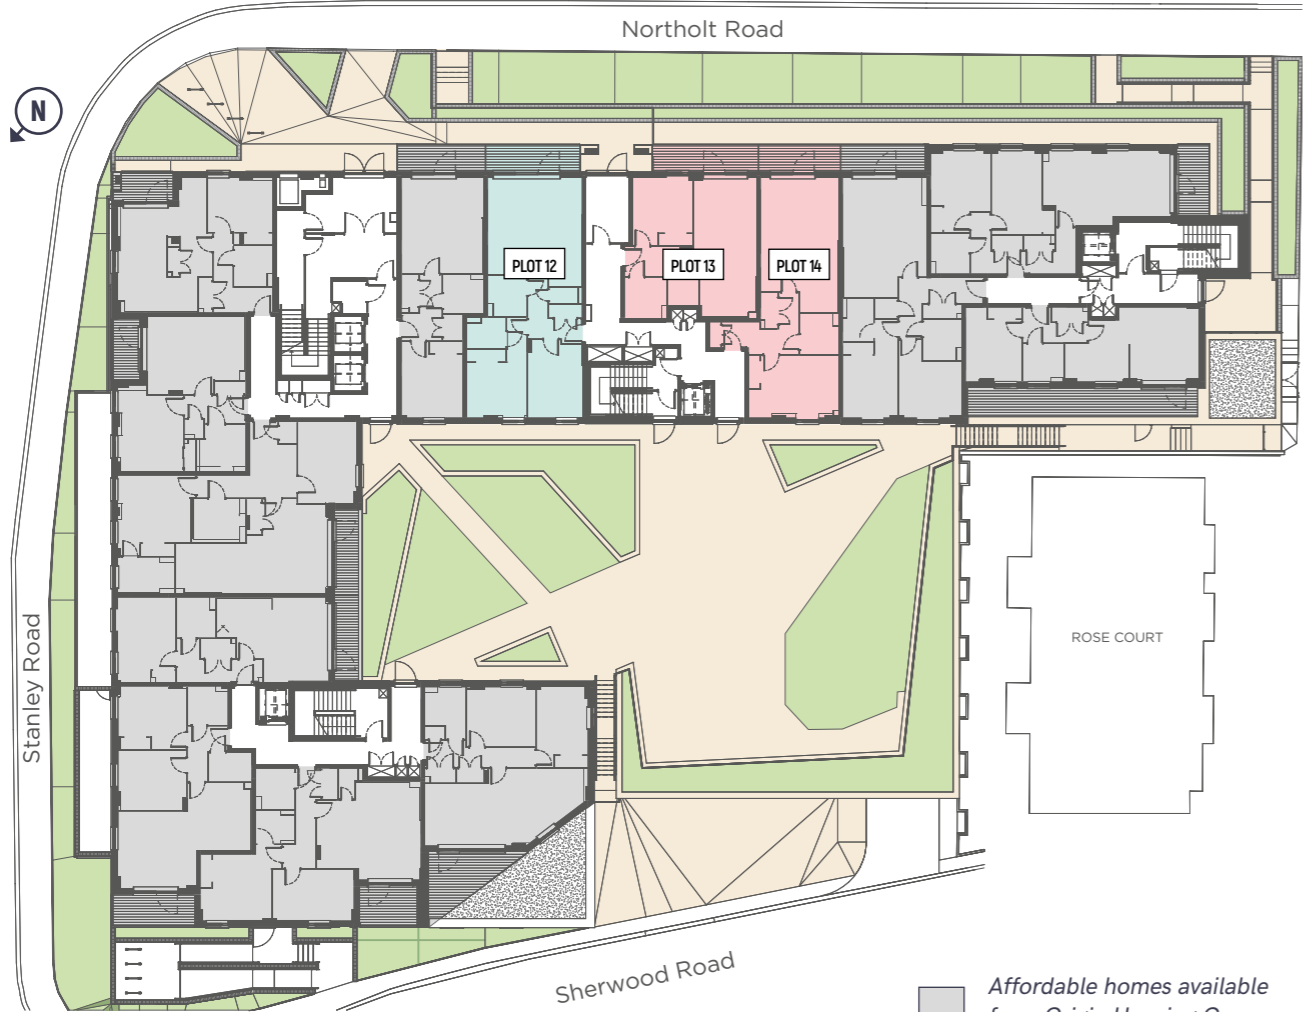 Northolt Road
N
PLOT 12
PLOT 13
PLOT 14
Stanley Road
ROSE COURT
Sherwood Road
Affordable homes available